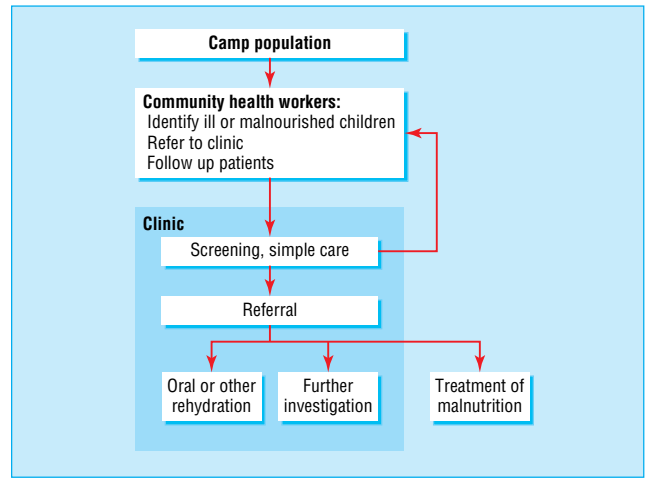 Camp population
Community health workers:
Identify ill or malnourished children
Refer to clinic
Follow up patients
Clinic
Screening, simple care
Referral
Oral or other
rehydration
Further
investigation
Treatment of
malnutrition